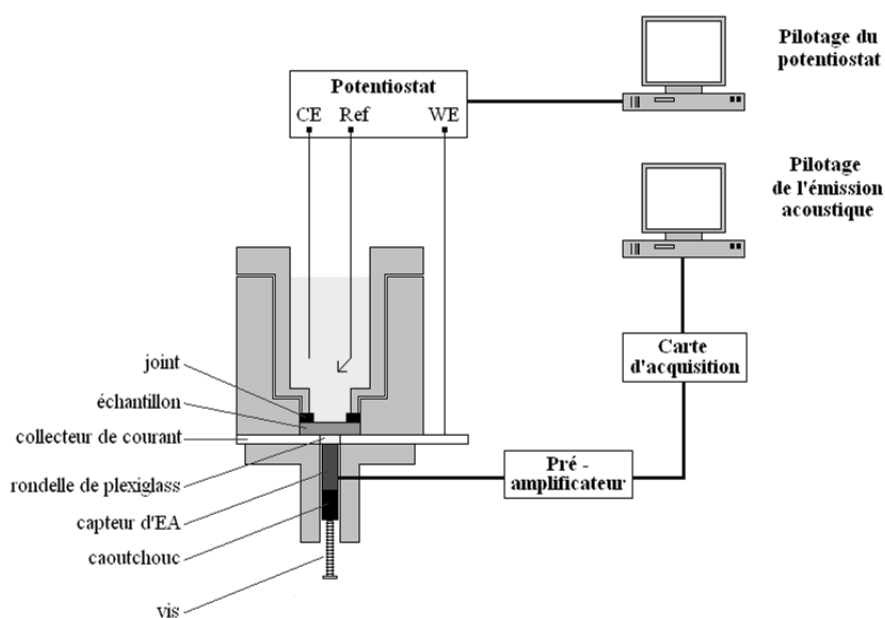 Pilotage du
potentiostat
Potentiostat
CE Ref WE
Pilotage
de l'émission
acoustique
Carte
d'acquisition
joint
échantillon
collecteur de courant
rondelle de plexiglass
capteur d'EA
caoutchouc
vis
Pré -
amplificateur